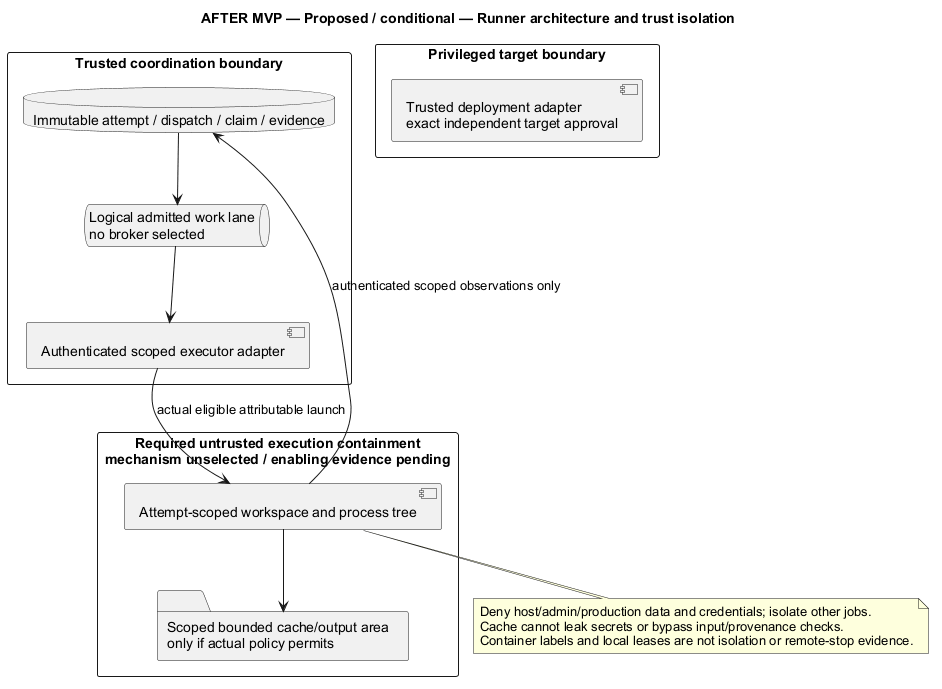 AFTER MVP — Proposed / conditional — Runner architecture and trust isolation
Trusted coordination boundary
Immutable attempt / dispatch / claim / evidence
Logical admitted work lane
no broker selected
Authenticated scoped executor adapter
Privileged target boundary
Trusted deployment adapter
exact independent target approval
authenticated scoped observations only
actual eligible attributable launch
Required untrusted execution containment
mechanism unselected / enabling evidence pending
Attempt-scoped workspace and process tree
Scoped bounded cache/output area
only if actual policy permits
Deny host/admin/production data and credentials; isolate other jobs.
Cache cannot leak secrets or bypass input/provenance checks.
Container labels and local leases are not isolation or remote-stop evidence.